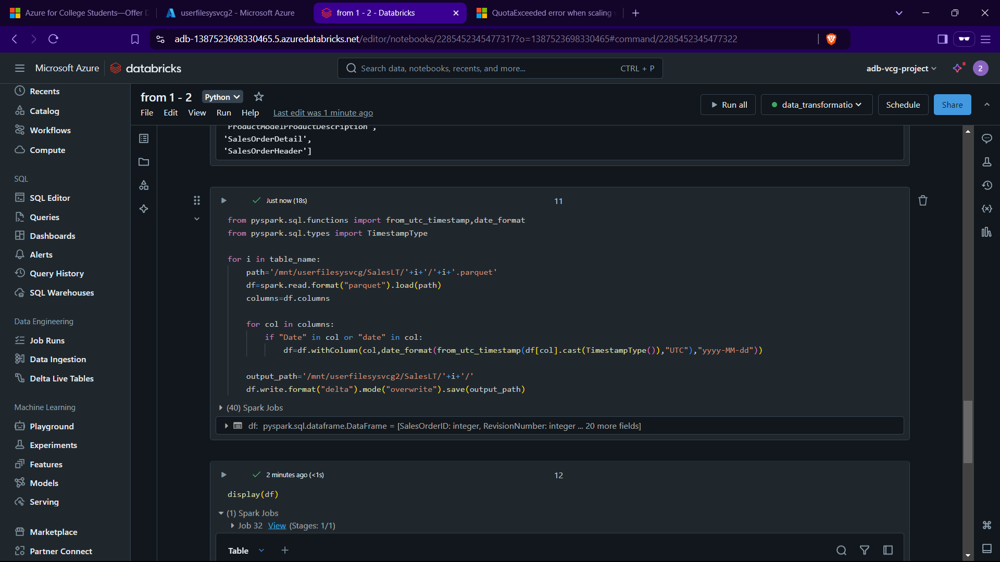 Azure for College Students—Offer D
userfilesysvcg2 - Microsoft Azure
from 1 - 2 - Databricks
QuotaExceeded error when scaling
adb-1387523698330465.5.azuredatabricks.net/editor/notebooks/2285452345477317?o=1387523698330465#command/2285452345477322
Microsoft Azure
databricks
Search data, notebooks, recents, and more...
CTRL + P
adb-vcg-project
2
Recents
Catalog
Workflows
Compute
SQL
SQL Editor
Queries
Dashboards
Alerts
Query History
SQL Warehouses
Data Engineering
Job Runs
Data Ingestion
Delta Live Tables
Machine Learning
Playground
Experiments
Features
Models
Serving
Marketplace
Partner Connect
from 1 - 2
Python
File
Edit
View
Run
Help
Last edit was 1 minute ago
Run all
data_transformatio
Schedule
Share
'ProductModelProductDescription',
'SalesOrderDetail',
'SalesOrderHeader']
Just now (18s)
11
from pyspark.sql.functions import from_utc_timestamp,date_format
from pyspark.sql.types import TimestampType
for i in table_name:
path='/mnt/userfilesysvcg/SalesLT/'+i+'/'+i+'.parquet'
df=spark.read.format("parquet").load(path)
columns=df.columns
for col in columns:
if "Date" in col or "date" in col:
df=df.withColumn(col,date_format(from_utc_timestamp(df[col].cast(TimestampType()),"UTC"),"yyyy-MM-dd"))
output_path='/mnt/userfilesysvcg2/SalesLT/'+i+'/'
df.write.format("delta").mode("overwrite").save(output_path)
(40) Spark Jobs
df: pyspark.sql.dataframe.DataFrame = [SalesOrderID: integer, RevisionNumber: integer ... 20 more fields]
2 minutes ago (<1s)
12
display(df)
(1) Spark Jobs
Job 32 View (Stages: 1/1)
Table